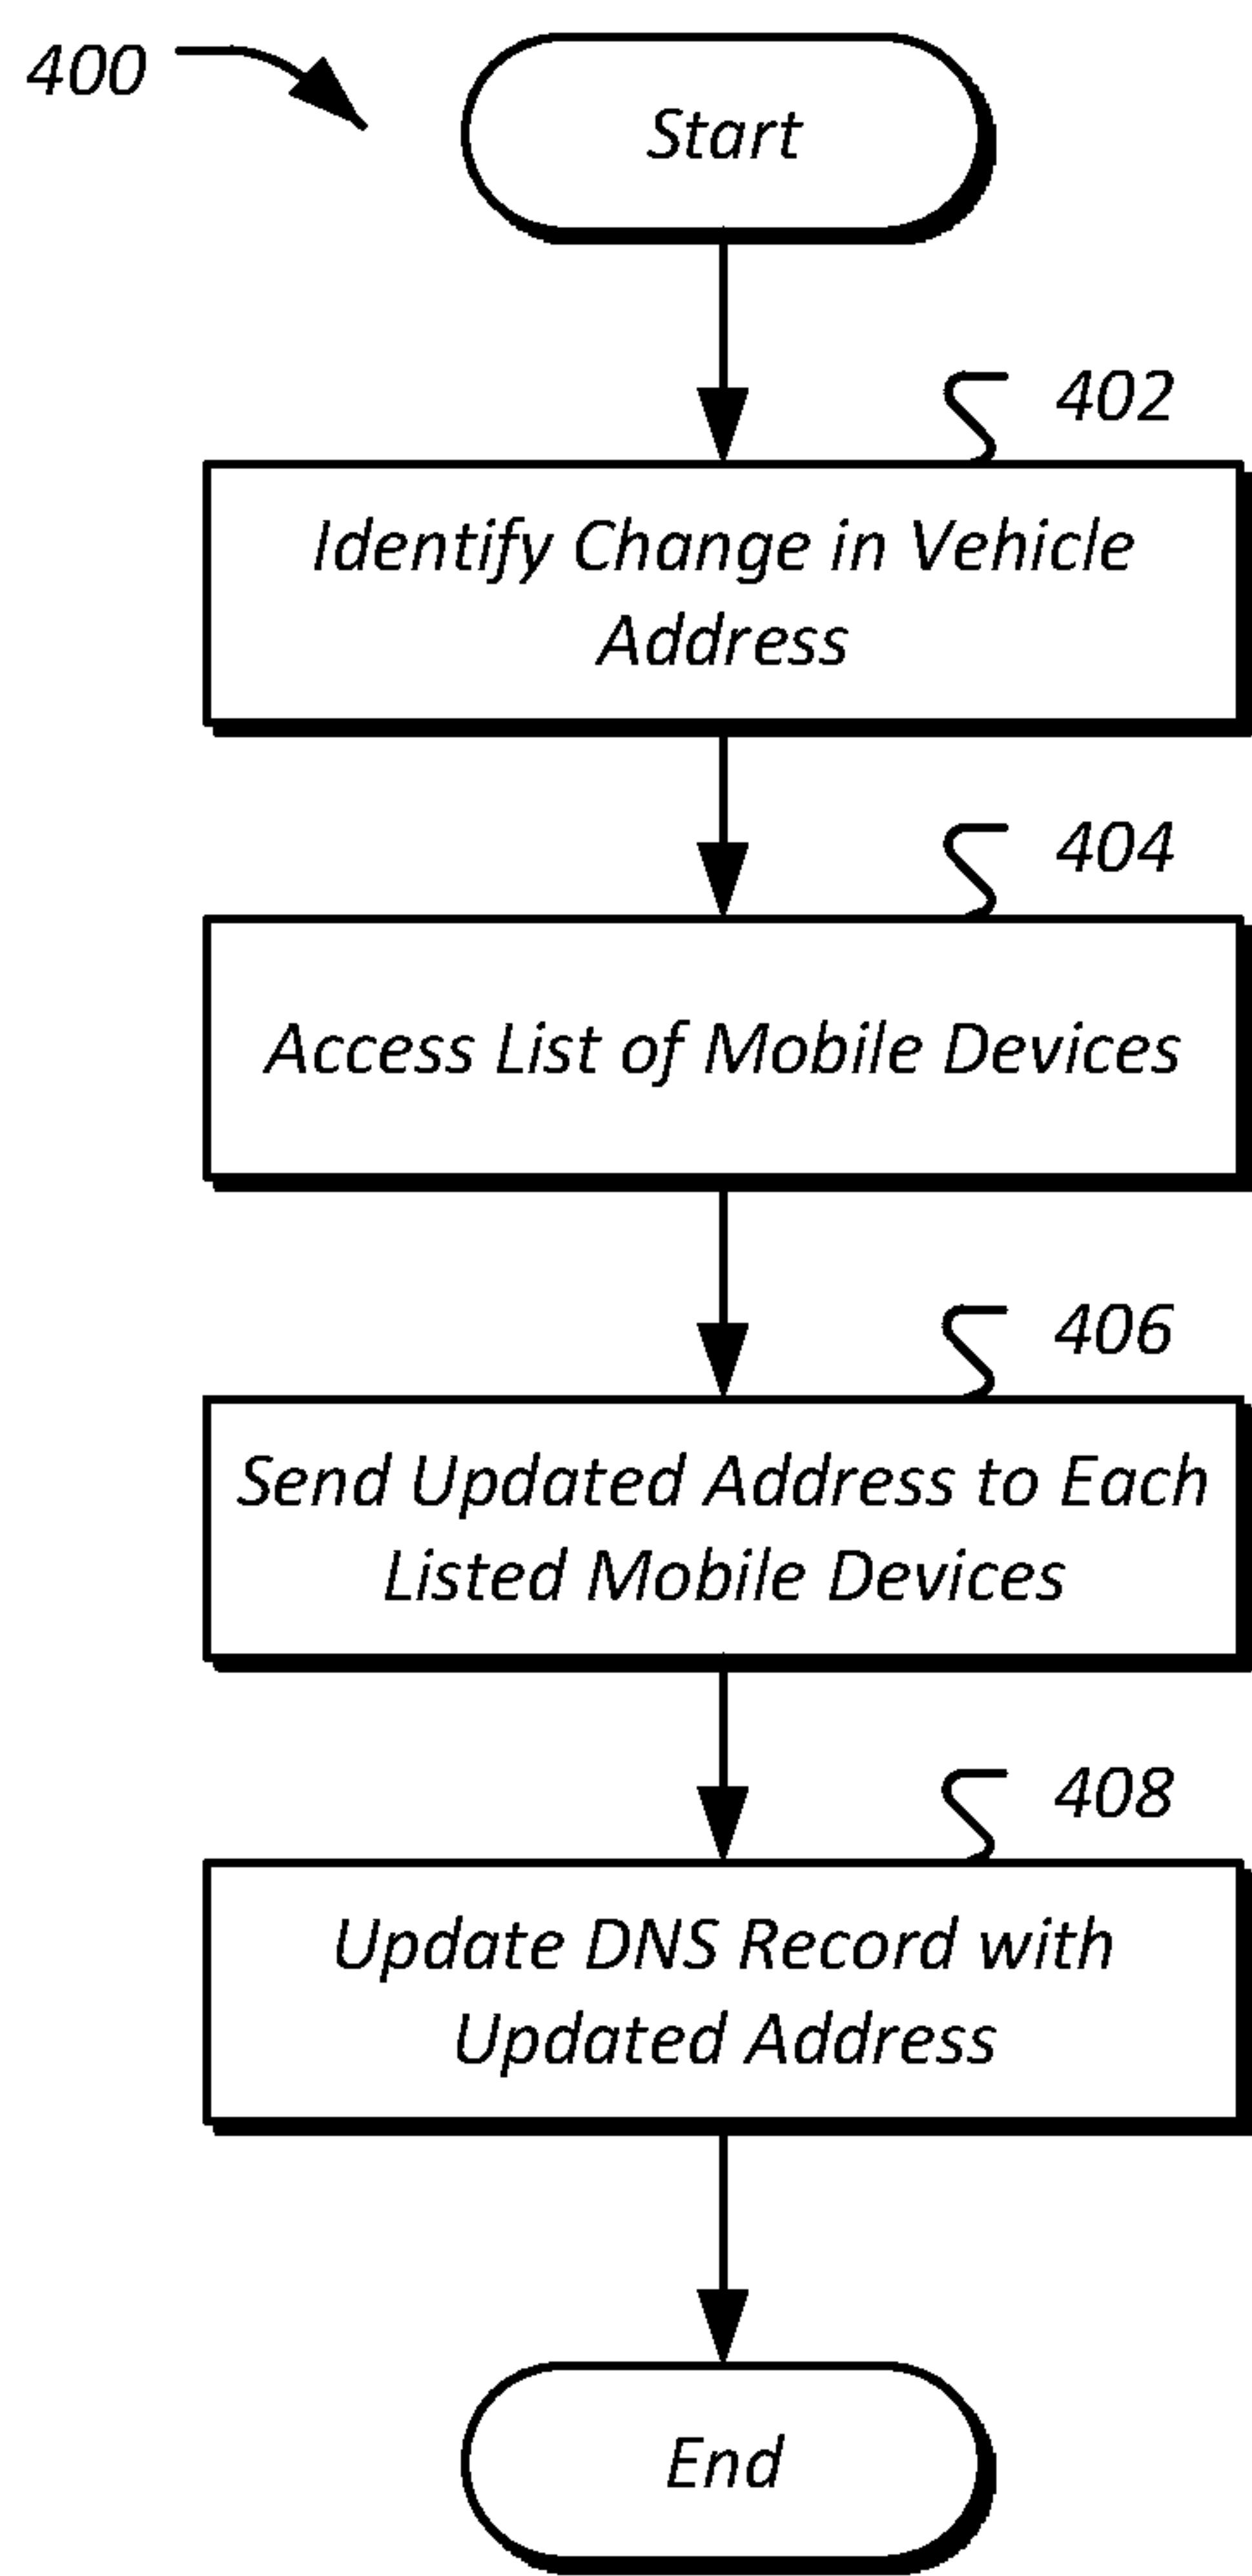 400
Start
402
Identify Change in Vehicle
Address
404
Access List of Mobile Devices
406
Send Updated Address to Each
Listed Mobile Devices
408
Update DNS Record with
Updated Address
End